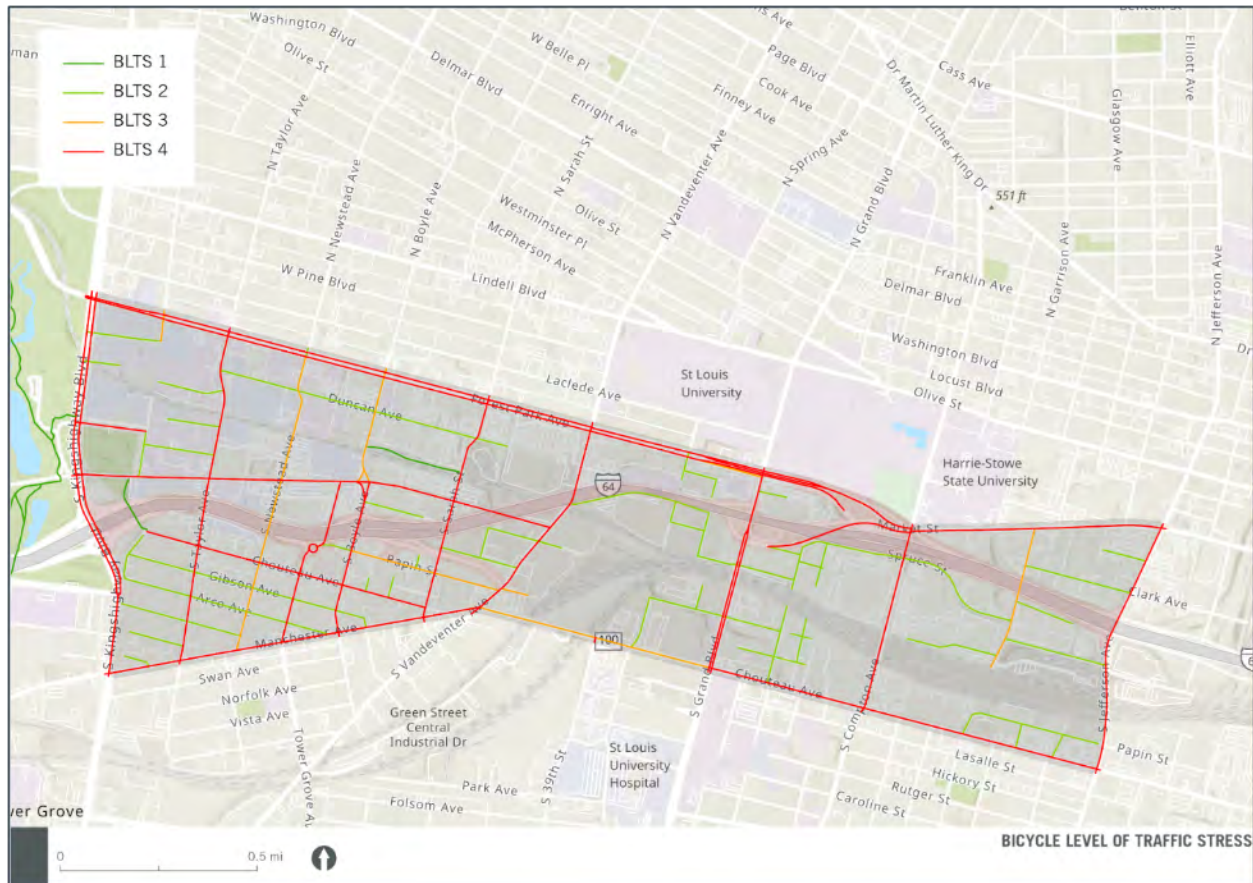 BLTS 1
BLTS 2
BLTS 3
BLTS 4
Washington Blvd
Olive St
Delmar Blvd
W Belle Pl
Page Blvd
Cook Ave
Finney Ave
Enright Ave
Cass Ave
Dr Martin Luther King Dr
Elliott Ave
Glasgow Ave
N Taylor Ave
N Newstead Ave
N Boyle Ave
N Sarah St
Olive St
Westminster Pl
McPherson Ave
N Vandeventer Ave
N Spring Ave
N Grand Blvd
551 ft
N Garrison Ave
N Jefferson Ave
Franklin Ave
Delmar Blvd
W Pine Blvd
Lindell Blvd
Washington Blvd
Locust Blvd
Olive St
St Louis
University
Laclede Ave
Forest Park Ave
Duncan Ave
S Kingshighway Blvd
S Kingshighway Blvd
S Taylor Ave
S Newstead Ave
S Boyle Ave
S Sarah St
64
Harrie-Stowe
State University
Market St
Spruce St
Clark Ave
Papin St
Chouteau Ave
Gibson Ave
Arco Ave
Manchester Ave
S Vandeventer Ave
100
Swan Ave
Norfolk Ave
Vista Ave
Green Street
Central
Industrial Dr
S Grand Blvd
Chouteau Ave
S Compton Ave
S Jefferson Ave
Papin St
Lasalle St
Hickory St
Rutger St
Caroline St
St Louis
University
Hospital
S 39th St
Park Ave
Folsom Ave
wer Grove
BICYCLE LEVEL OF TRAFFIC STRESS
0
0.5 mi